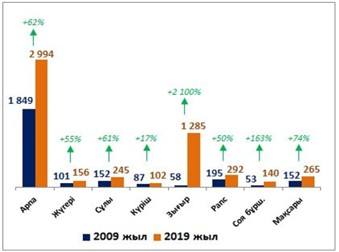 +62%
2 994
1 849
+55%
101 156
+61%
152 245
+17%
87 102
+2 100%
58 1 285
+50%
195 292
+163%
53 140
+74%
152 265
Арпа
Жүгері
Сұлы
Күріш
Зығыр
Рапс
Соя бұрш.
Мақсары
2009 жыл 2019 жыл